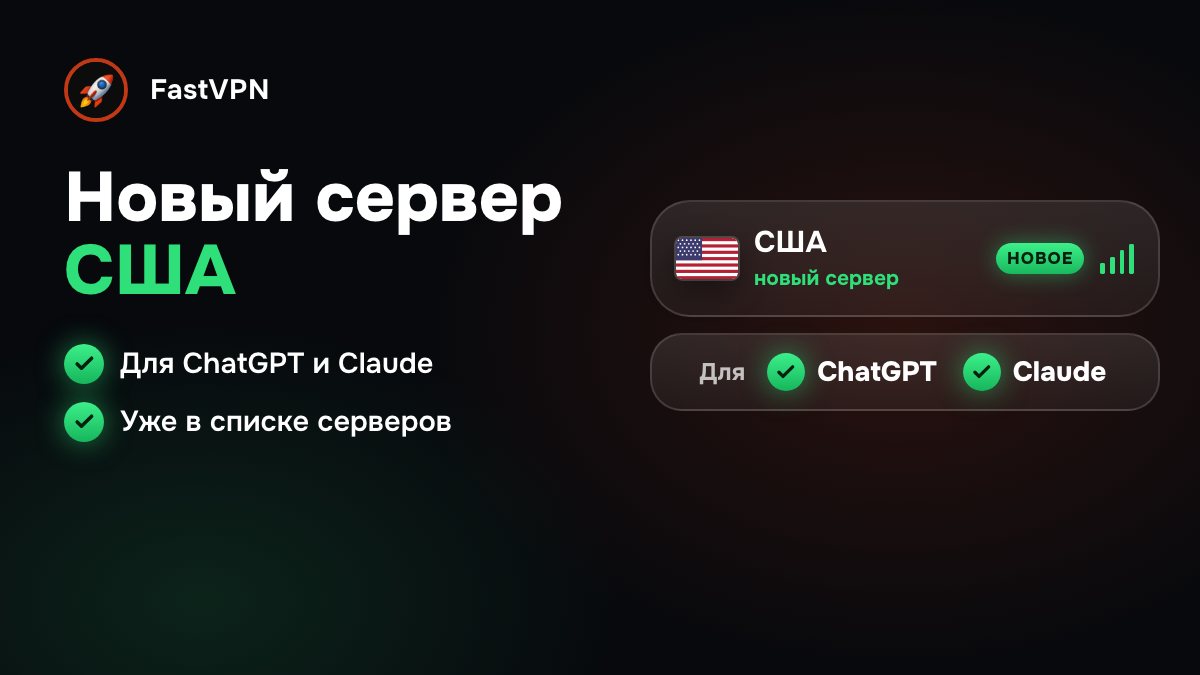 FastVPN
Новый сервер
США
Для ChatGPT и Claude
Уже в списке серверов
США
новый сервер
НОВОЕ
Для ChatGPT Claude